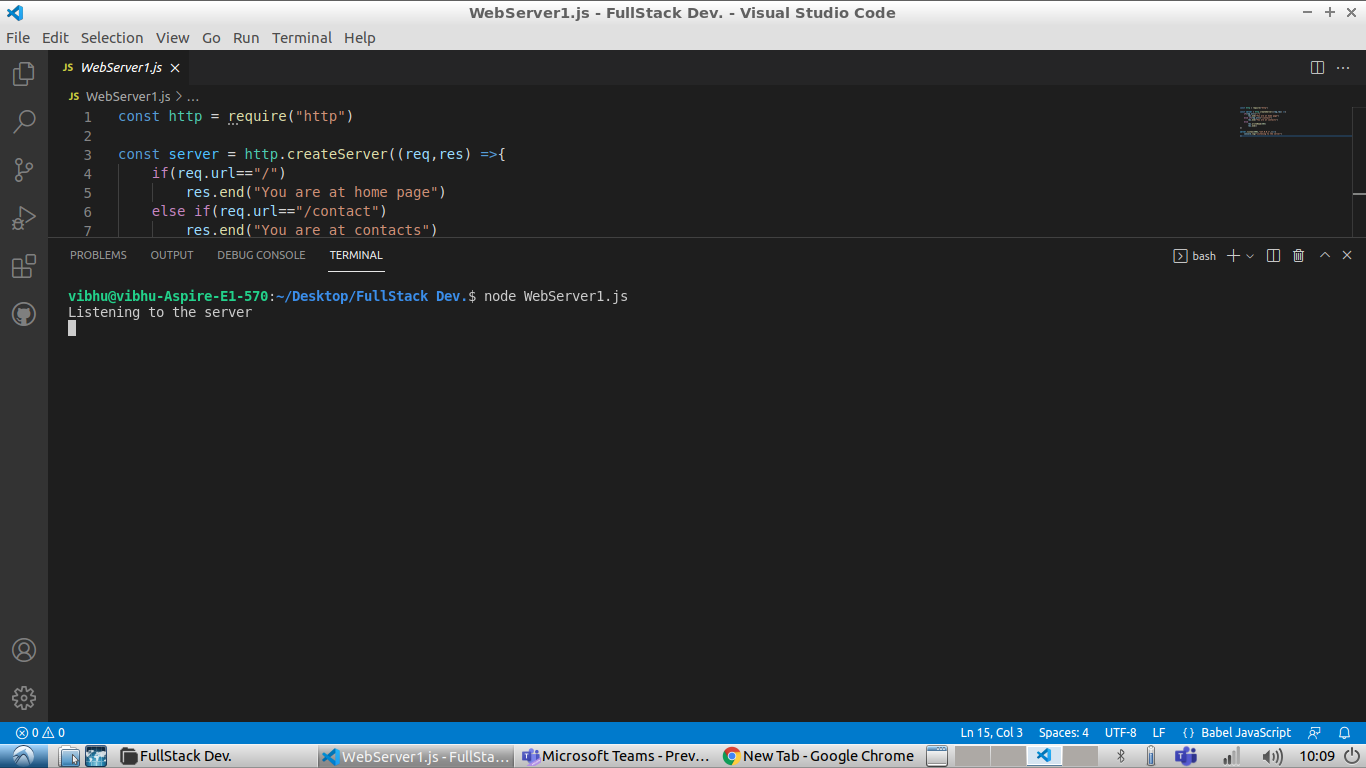 WebServer1.js - FullStack Dev. - Visual Studio Code
File Edit Selection View Go Run Terminal Help
JS WebServer1.js
JS WebServer1.js > ...
1 const http = require("http")
2
3 const server = http.createServer((req,res) =>{
4 if(req.url=="/")
5 res.end("You are at home page")
6 else if(req.url=="/contact")
7 res.end("You are at contacts")
PROBLEMS OUTPUT DEBUG CONSOLE TERMINAL bash
vibhu@vibhu-Aspire-E1-570:~/Desktop/FullStack Dev.$ node WebServer1.js
Listening to the server
0 0 Ln 15, Col 3 Spaces: 4 UTF-8 LF {} Babel JavaScript
FullStack Dev. WebServer1.js - FullSta... Microsoft Teams - Prev... New Tab - Google Chrome 10:09